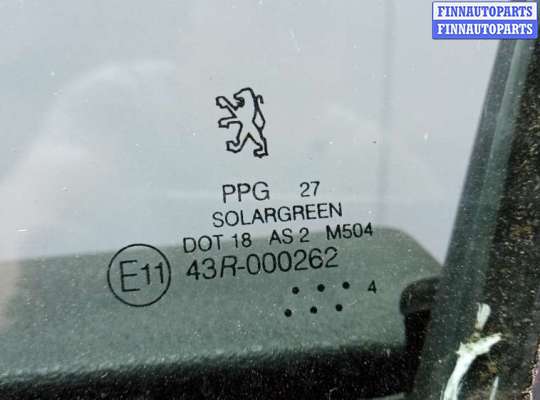 FINNAUTOPARTS
FINNAUTOPARTS
PPG 27
SOLARGREEN
DOT 18 AS 2 M504
E11 43R-000262
4